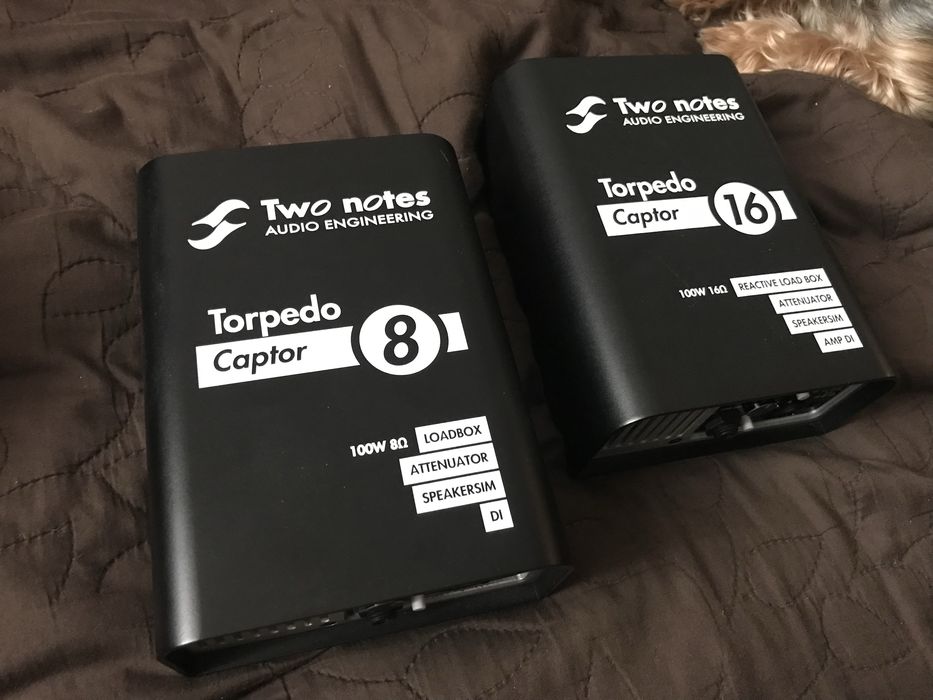 Two notes
AUDIO ENGINEERING
Torpedo
Captor 8
100W 8Ω LOADBOX
ATTENUATOR
SPEAKERSIM
DI
Two notes
AUDIO ENGINEERING
Torpedo
Captor 16
100W 16Ω REACTIVE LOAD BOX
ATTENUATOR
SPEAKERSIM
AMP DI